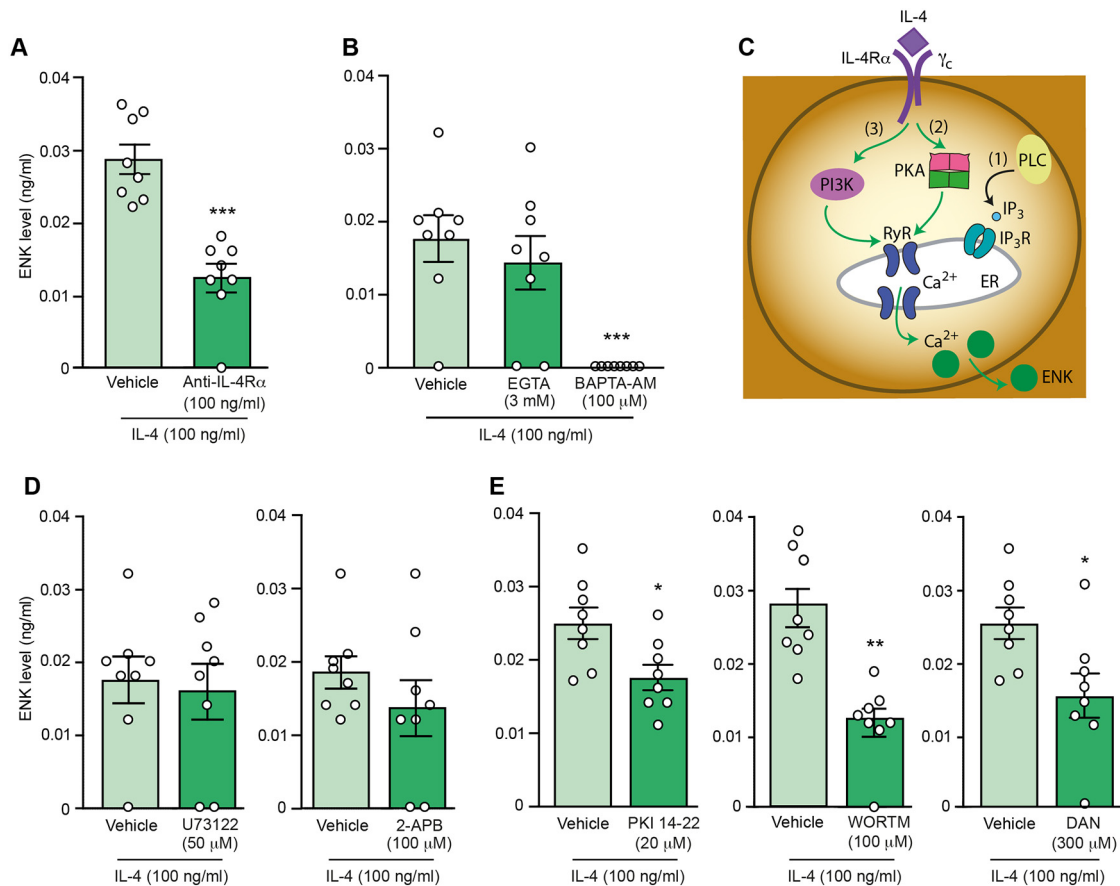 A
ENK level (ng/ml)
0.04
0.03
0.02
0.01
0
***
Vehicle
Anti-IL-4Rα
(100 ng/ml)
IL-4 (100 ng/ml)
B
0.04
0.03
0.02
0.01
0
***
Vehicle
EGTA
(3 mM)
BAPTA-AM
(100 μM)
IL-4 (100 ng/ml)
C
IL-4
IL-4Rα
γc
(3)
(2)
(1)
PLC
PKA
PI3K
IP3
RyR
IP3R
Ca2+
ER
Ca2+
ENK
D
ENK level (ng/ml)
0.04
0.03
0.02
0.01
0
Vehicle
U73122
(50 μM)
IL-4 (100 ng/ml)
0.04
0.03
0.02
0.01
0
Vehicle
2-APB
(100 μM)
IL-4 (100 ng/ml)
E
0.04
0.03
0.02
0.01
0
*
Vehicle
PKI 14-22
(20 μM)
IL-4 (100 ng/ml)
0.04
0.03
0.02
0.01
0
**
Vehicle
WORTM
(100 μM)
IL-4 (100 ng/ml)
0.04
0.03
0.02
0.01
0
*
Vehicle
DAN
(300 μM)
IL-4 (100 ng/ml)